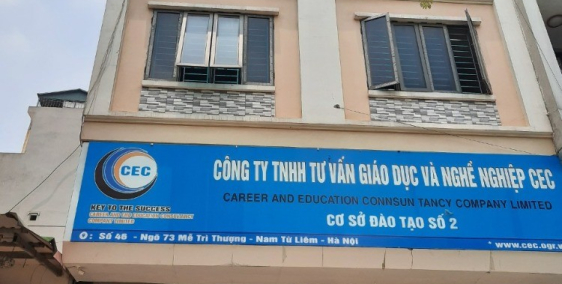 CEC
KEY TO THE SUCCESS
CÔNG TY TNHH TƯ VẤN GIÁO DỤC VÀ NGHỀ NGHIỆP CEC
CAREER AND EDUCATION CONNSUN TANCY COMPANY LIMITED
CƠ SỞ ĐÀO TẠO SỐ 2
: Số 46 - Ngõ 73 Mễ Trì Thượng - Nam Từ Liêm - Hà Nội
www.cec.org.v